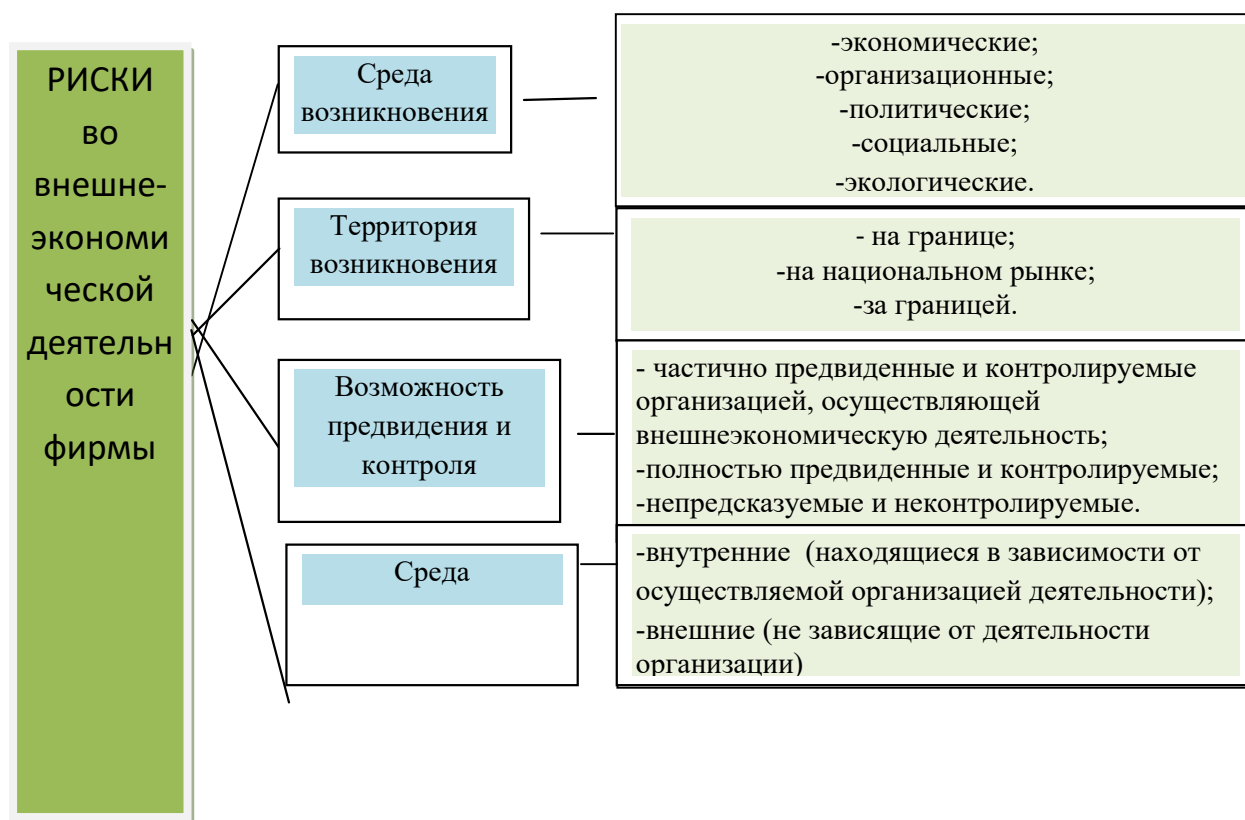 РИСКИ
во
внешне-
экономи
ческой
деятельн
ости
фирмы
Среда
возникновения
-экономические;
-организационные;
-политические;
-социальные;
-экологические.
Территория
возникновения
- на границе;
-на национальном рынке;
-за границей.
Возможность
предвидения и
контроля
- частично предвиденные и контролируемые
организацией, осуществляющей
внешнеэкономическую деятельность;
-полностью предвиденные и контролируемые;
-непредсказуемые и неконтролируемые.
Среда
-внутренние (находящиеся в зависимости от
осуществляемой организацией деятельности);
-внешние (не зависящие от деятельности
организации)